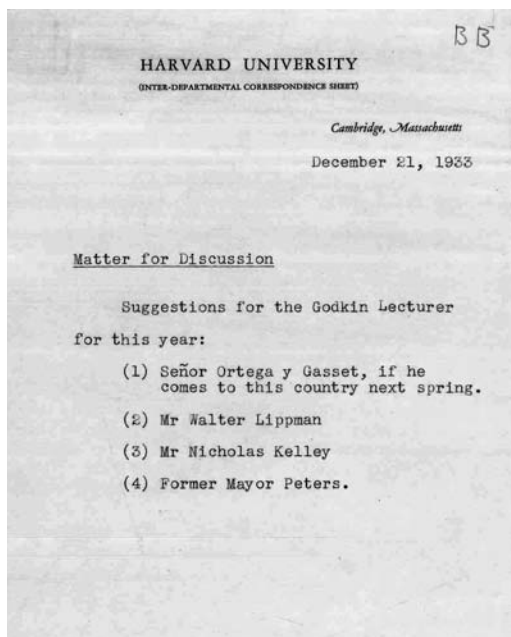 BB
HARVARD UNIVERSITY
(INTER-DEPARTMENTAL CORRESPONDENCE SHEET)
Cambridge, Massachusetts
December 21, 1933
Matter for Discussion
Suggestions for the Godkin Lecturer
for this year:
(1) Señor Ortega y Gasset, if he
comes to this country next spring.
(2) Mr Walter Lippman
(3) Mr Nicholas Kelley
(4) Former Mayor Peters.